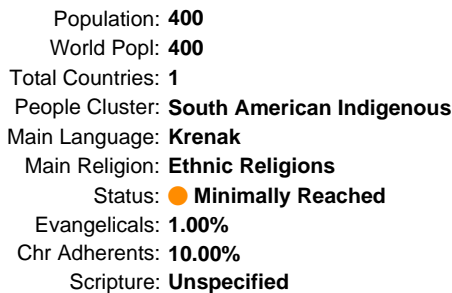 Population: 400
World Popl: 400
Total Countries: 1
People Cluster: South American Indigenous
Main Language: Krenak
Main Religion: Ethnic Religions
Status: Minimally Reached
Evangelicals: 1.00%
Chr Adherents: 10.00%
Scripture: Unspecified